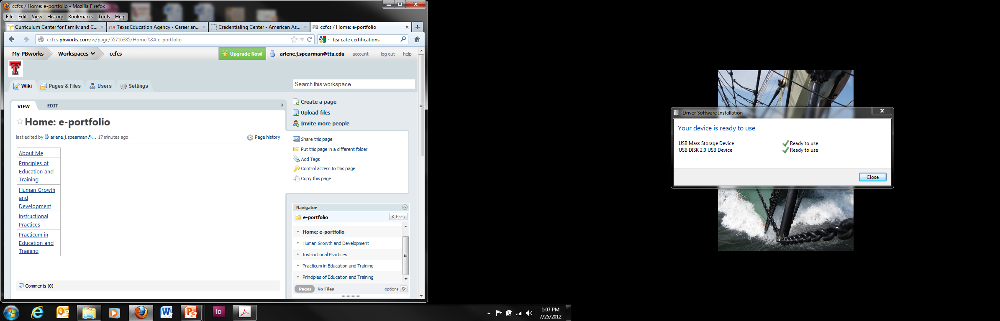 ccfcs / Home: e-portfolio - Mozilla Firefox
File Edit View History Bookmarks Tools Help
Curriculum Center for Family and C...
TEA Texas Education Agency - Career an...
Credentialing Center - American As...
PB ccfcs / Home: e-portfolio
ccfcs.pbworks.com/w/page/55716385/Home%3A e-portfolio
tea cate certifications
My PBworks Workspaces ccfcs Upgrade Now! arlene.j.spearman@ttu.edu account log out help
T
Wiki Pages & Files Users Settings
Search this workspace
VIEW EDIT
Home: e-portfolio
last edited by arlene.j.spearman@... 17 minutes ago Page history
About Me
Principles of
Education and
Training
Human Growth
and
Development
Instructional
Practices
Practicum in
Education and
Training
Comments (0)
Create a page
Upload files
Invite more people
Share this page
Put this page in a different folder
Add Tags
Control access to this page
Copy this page
Navigator
e-portfolio back
Home: e-portfolio
Human Growth and Development
Instructional Practices
Practicum in Education and Training
Principles of Education and Training
Pages No Files options
Driver Software Installation
Your device is ready to use
USB Mass Storage Device Ready to use
USB DISK 2.0 USB Device Ready to use
Close
Id
1:07 PM
7/25/2012